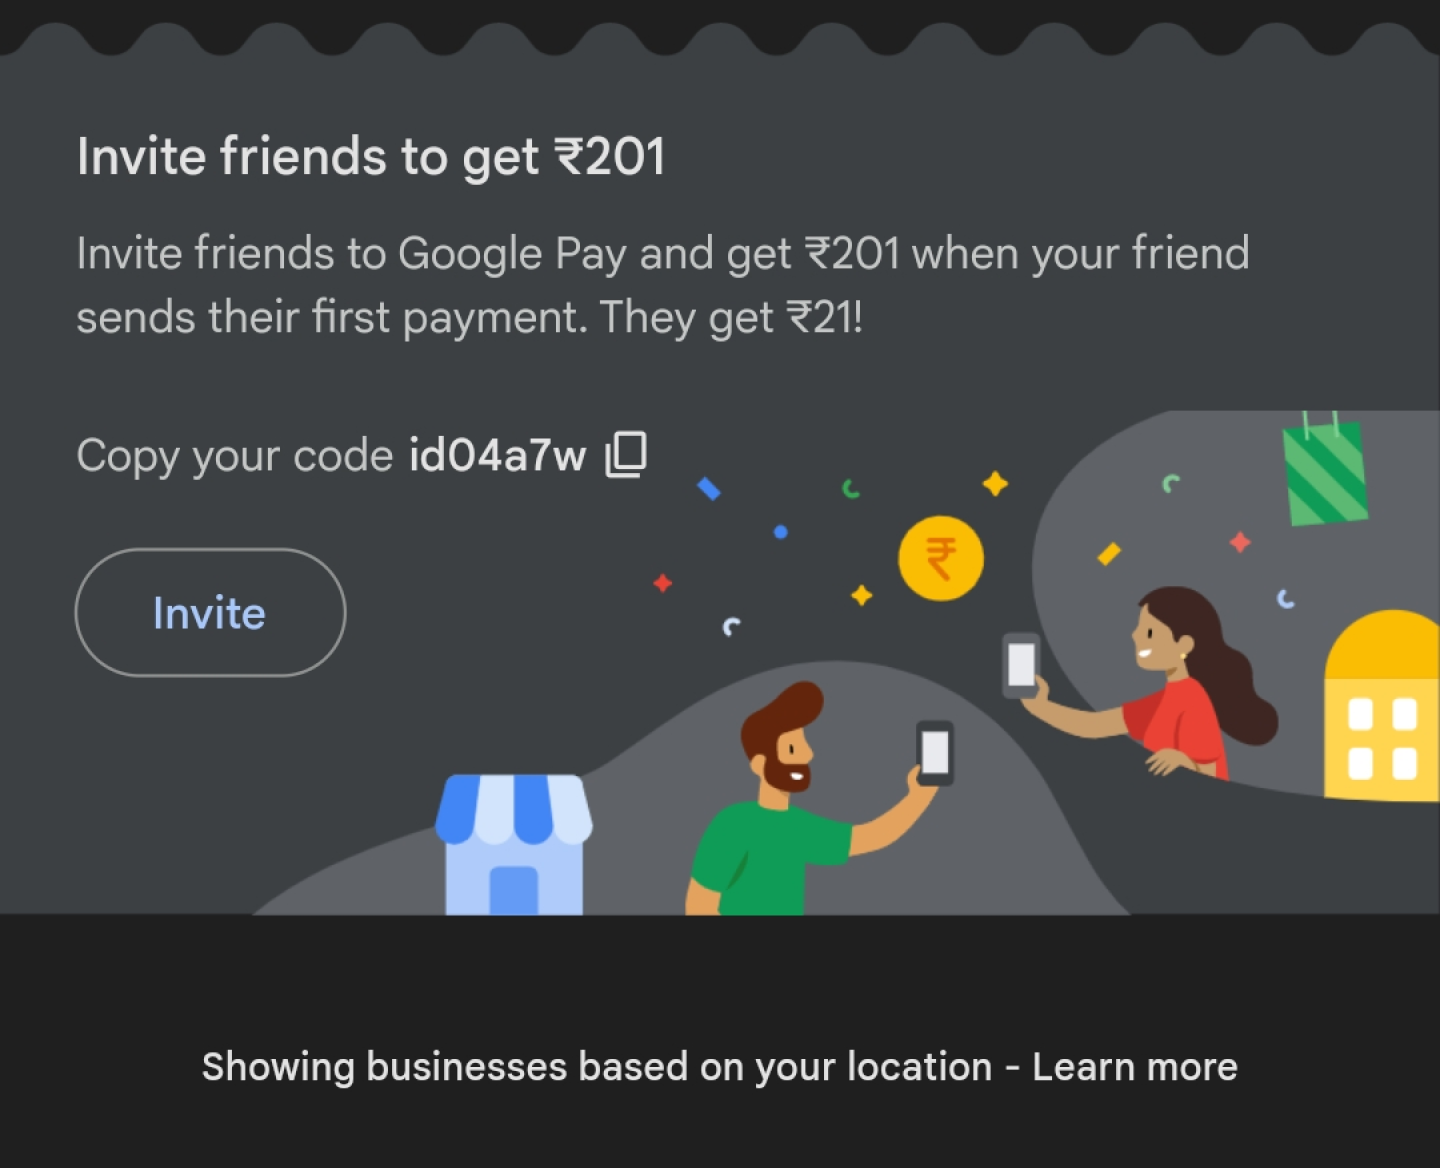 Invite friends to get ₹201
Invite friends to Google Pay and get ₹201 when your friend
sends their first payment. They get ₹21!
Copy your code id04a7w
₹
Invite
Showing businesses based on your location - Learn more